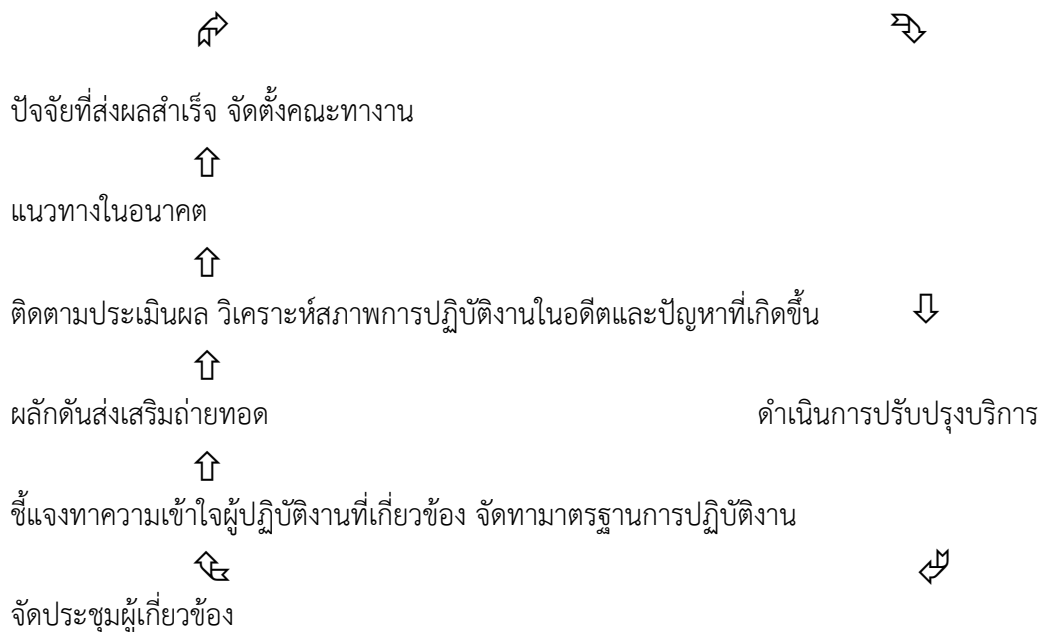 ปัจจัยที่ส่งผลสำเร็จ จัดตั้งคณะทางาน
แนวทางในอนาคต
ติดตามประเมินผล วิเคราะห์สภาพการปฏิบัติงานในอดีตและปัญหาที่เกิดขึ้น
ผลักดันส่งเสริมถ่ายทอด ดำเนินการปรับปรุงบริการ
ชี้แจงทาความเข้าใจผู้ปฏิบัติงานที่เกี่ยวข้อง จัดทามาตรฐานการปฏิบัติงาน
จัดประชุมผู้เกี่ยวข้อง